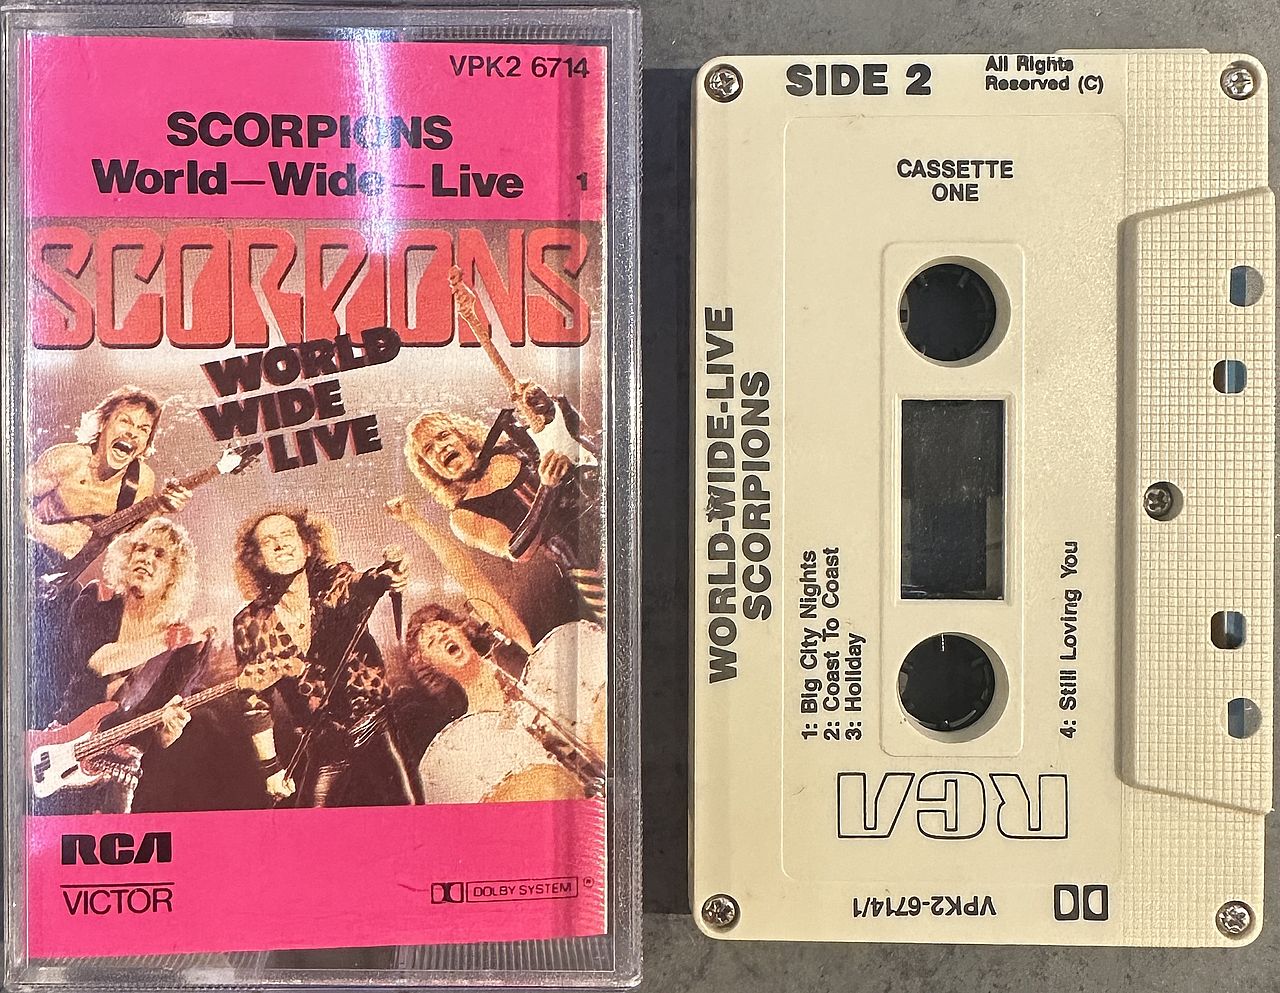 VPK2 6714
SCORPIONS
World–Wide–Live
1
SCORPIONS
WORLD
WIDE
LIVE
RCA
VICTOR
DOLBY SYSTEM ®
SIDE 2
All Rights
Reserved (C)
CASSETTE
ONE
WORLD-WIDE-LIVE
SCORPIONS
1: Big City Nights
2: Coast To Coast
3: Holiday
4: Still Loving You
RCA
VPK2-6714/1